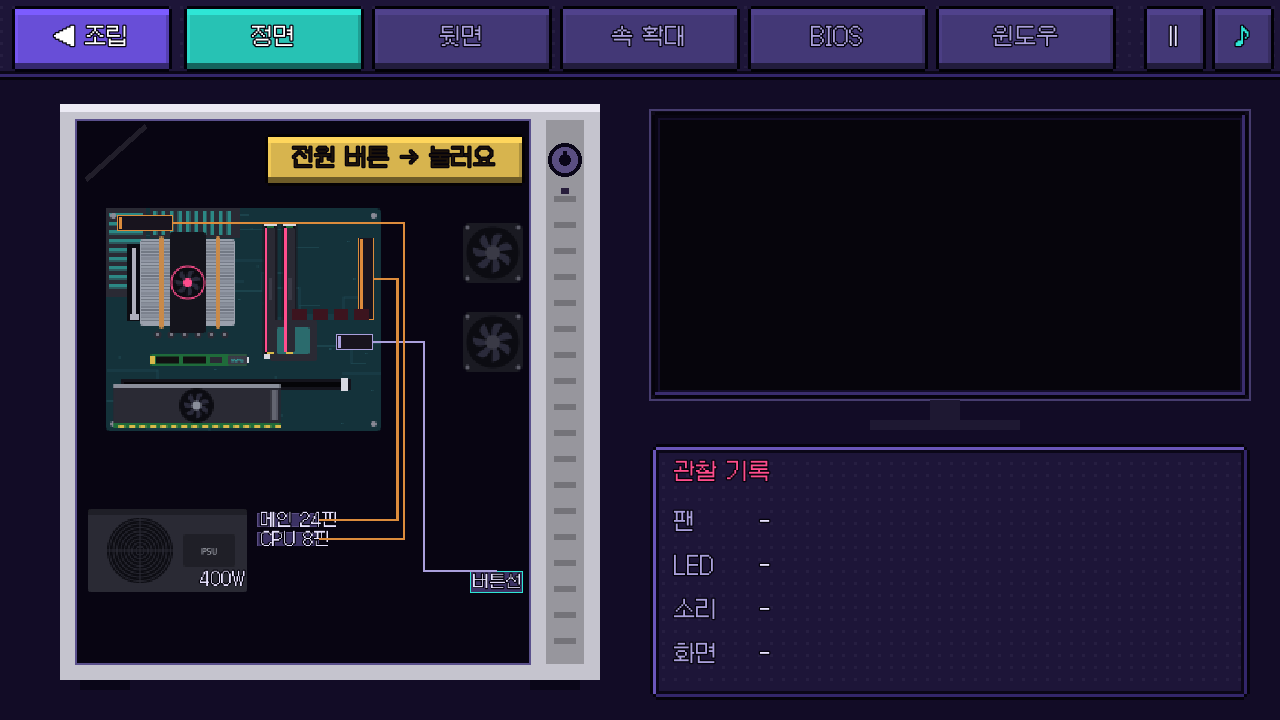 ◀ 조립
정면
뒷면
속 확대
BIOS
윈도우
전원 버튼 → 눌러요
메인 24핀
CPU 8핀
PSU
400W
버튼선
관찰 기록
팬 -
LED -
소리 -
화면 -